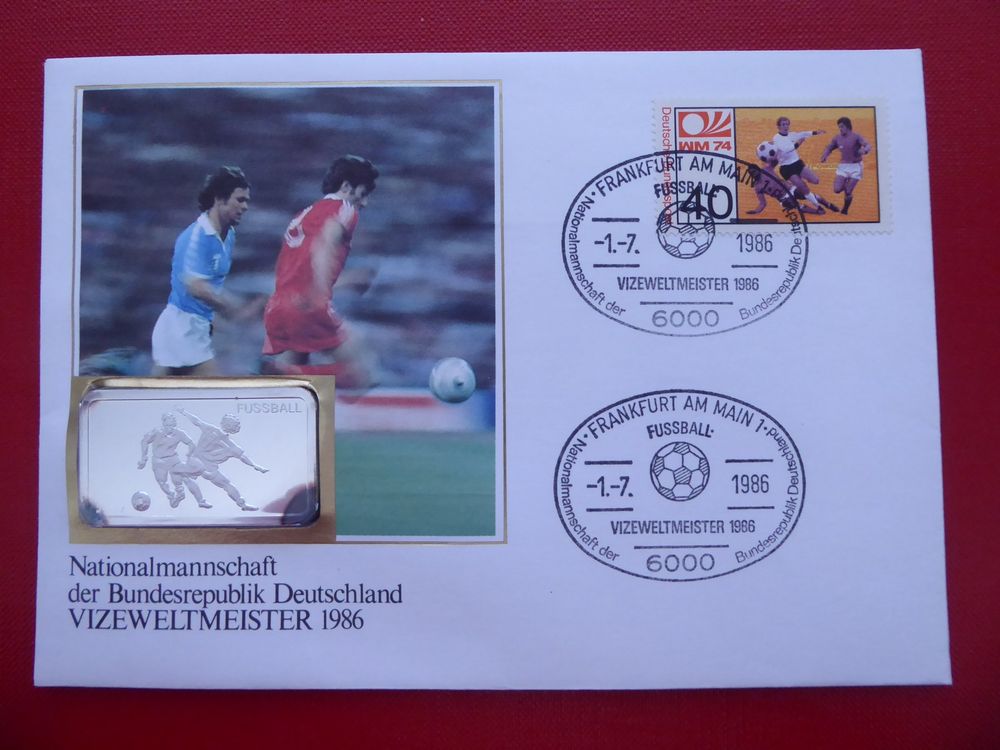 FUSSBALL
Nationalmannschaft
der Bundesrepublik Deutschland
VIZEWELTMEISTER 1986
Deutsche Bundespost
WM 74
40
· FRANKFURT AM MAIN 1 ·
FUSSBALL
-1.-7. 1986
VIZEWELTMEISTER 1986
Nationalmannschaft der Bundesrepublik Deutschland
6000
· FRANKFURT AM MAIN 1 ·
FUSSBALL
-1.-7. 1986
VIZEWELTMEISTER 1986
Nationalmannschaft der Bundesrepublik Deutschland
6000